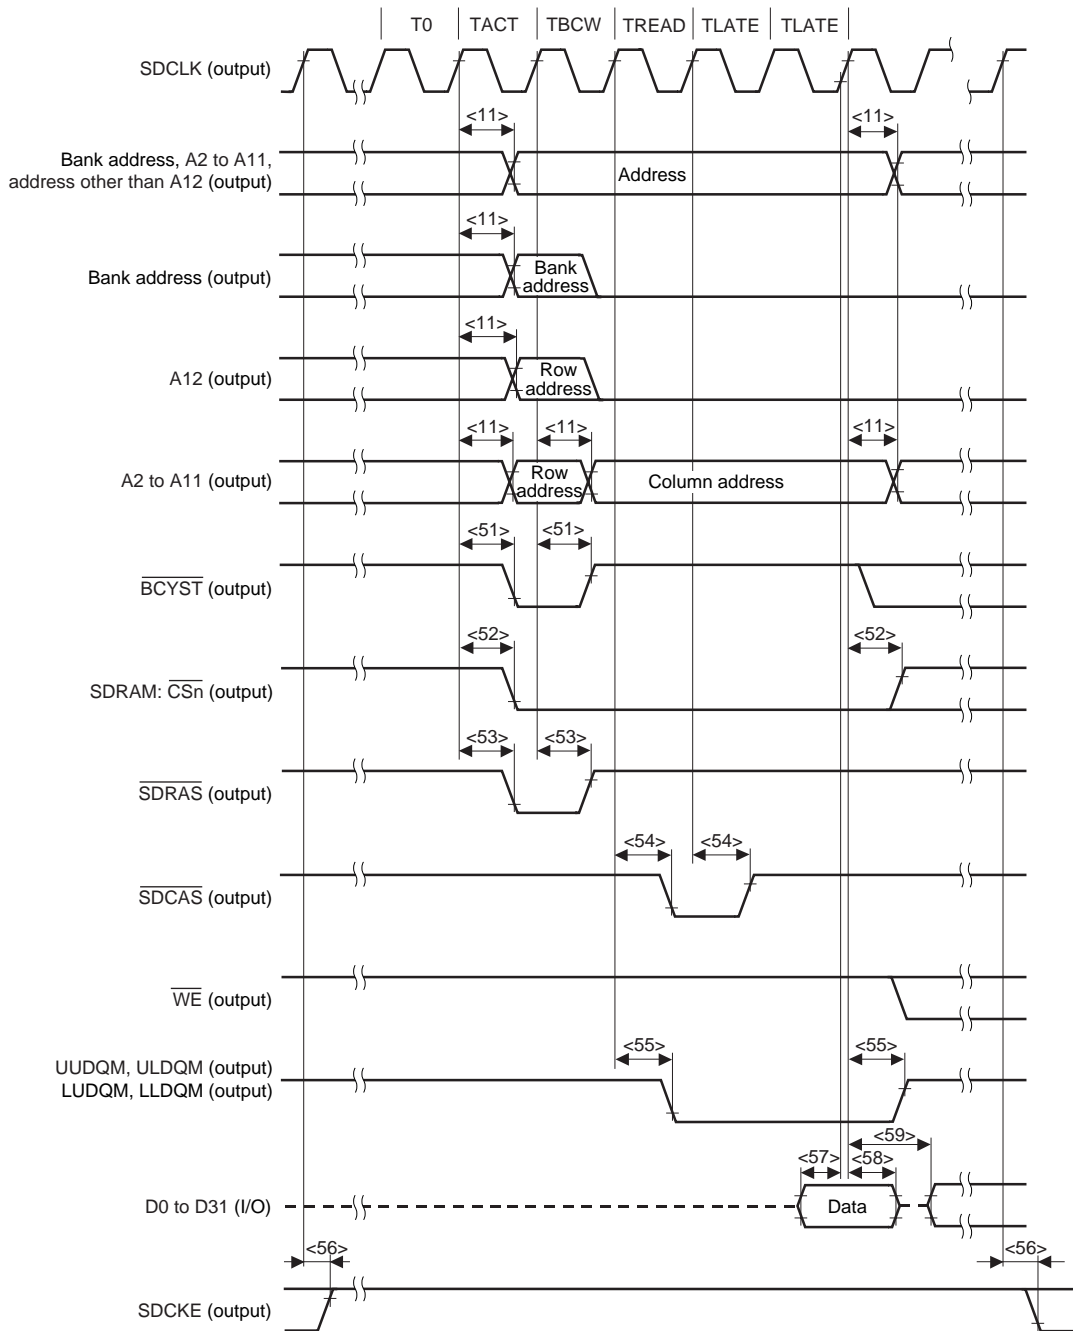 T0 TACT TBCW TREAD TLATE TLATE
SDCLK (output)
<11> <11>
Bank address, A2 to A11,
address other than A12 (output)
Address
<11>
Bank address (output)
Bank
address
<11>
A12 (output)
Row
address
<11> <11> <11>
A2 to A11 (output)
Row
address
Column address
<51> <51>
BCYST (output)
<52> <52>
SDRAM: CSn (output)
<53> <53>
SDRAS (output)
<54> <54>
SDCAS (output)
WE (output)
<55> <55>
UUDQM, ULDQM (output)
LUDQM, LLDQM (output)
<59>
<57> <58>
D0 to D31 (I/O)
Data
<56> <56>
SDCKE (output)